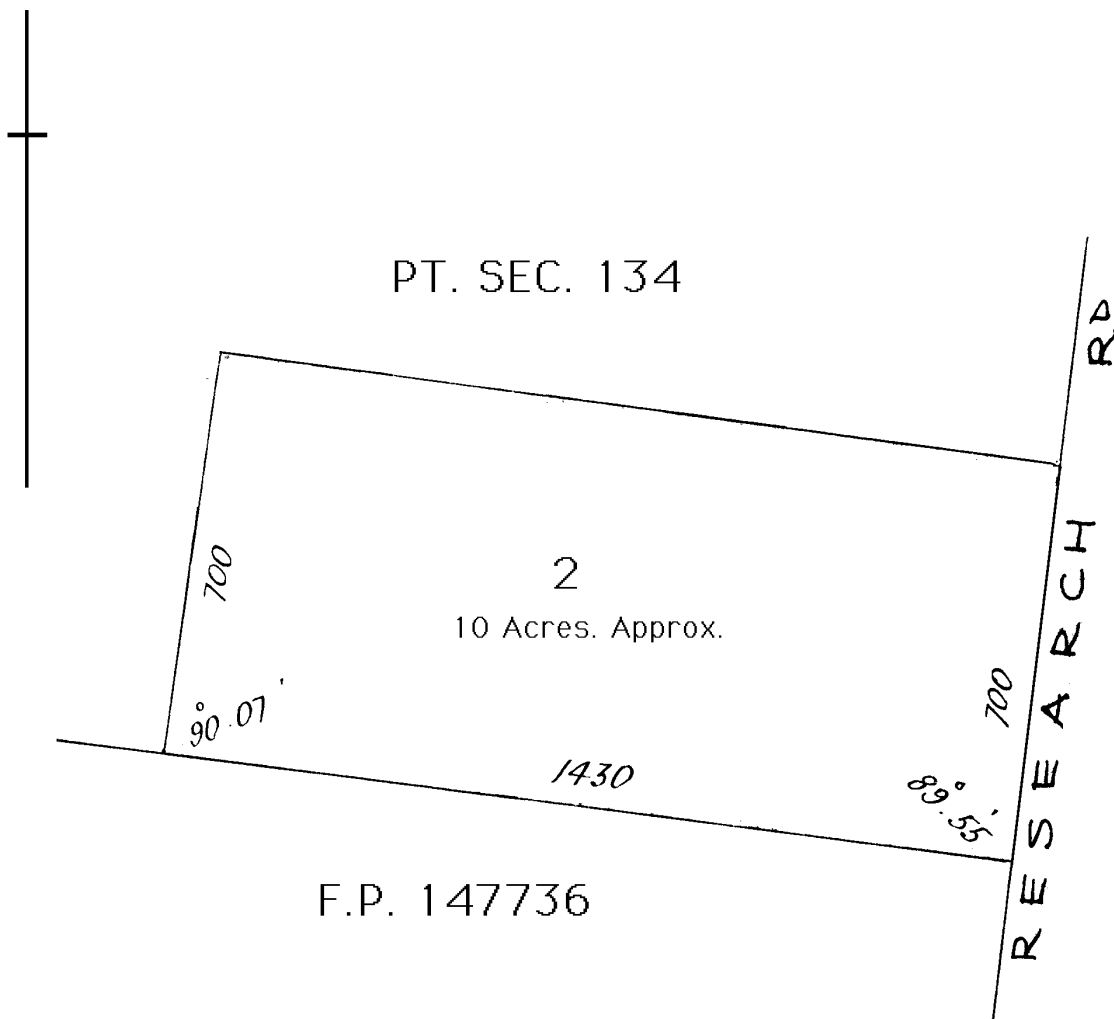 PT. SEC. 134
RD
700
2
10 Acres. Approx.
RESEARCH
700
90°.07'
1430
89°.55'
F.P. 147736